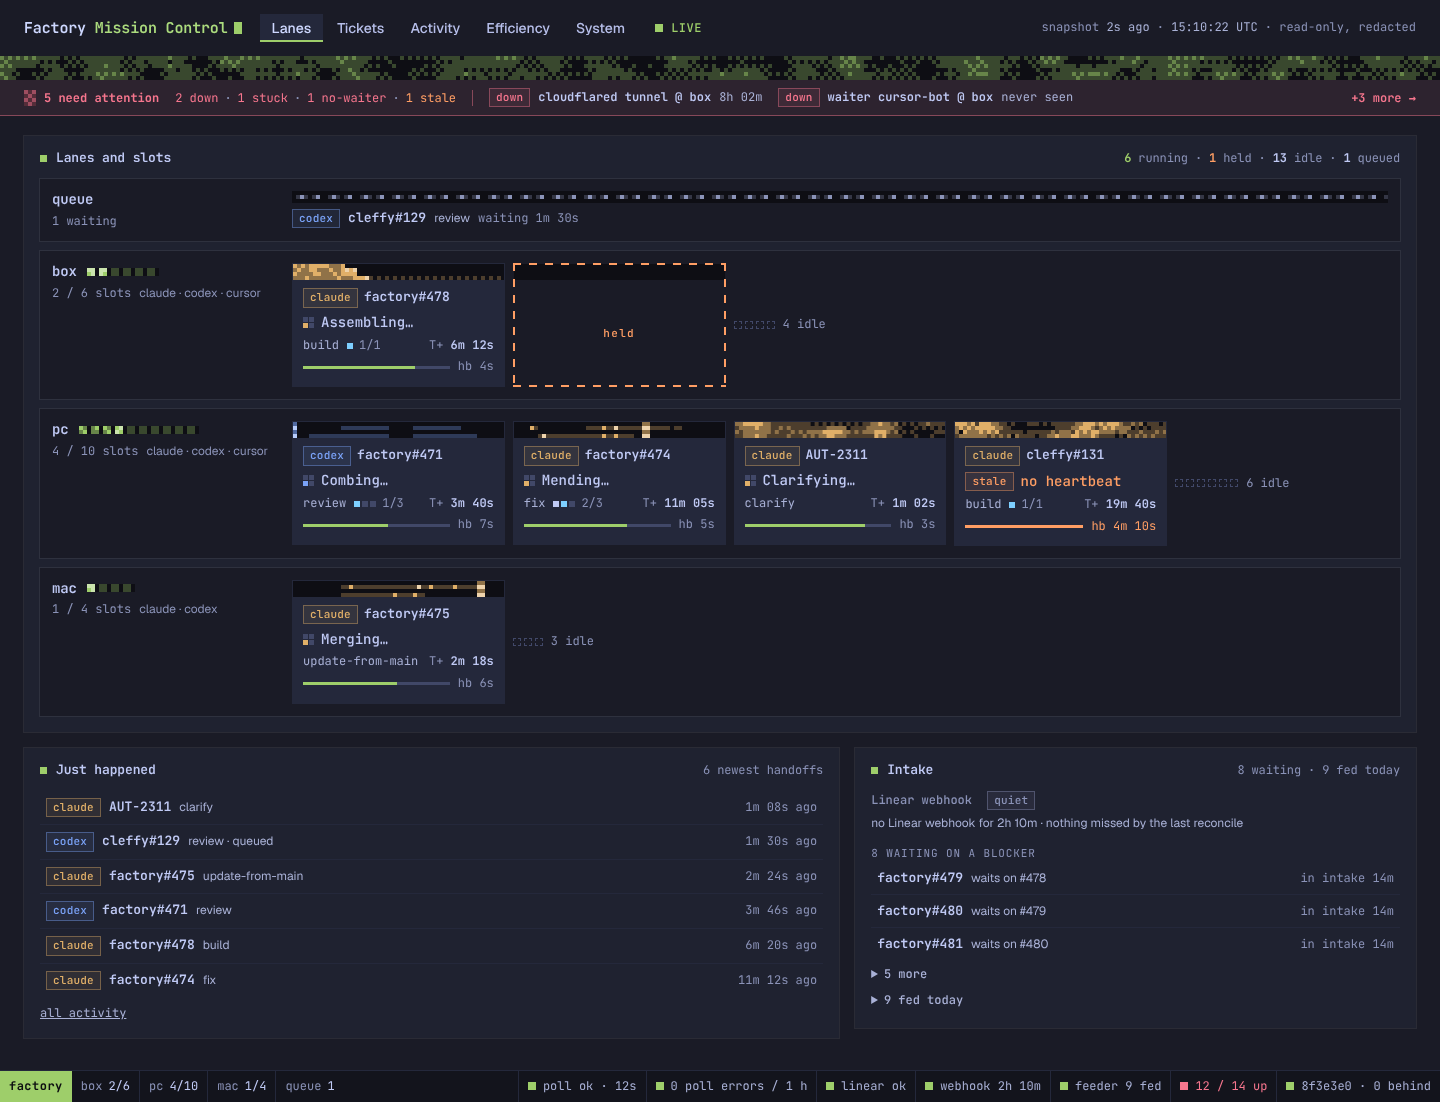 Factory Mission Control Lanes Tickets Activity Efficiency System LIVE snapshot 2s ago · 15:10:22 UTC · read-only, redacted
5 need attention 2 down · 1 stuck · 1 no-waiter · 1 stale down cloudflared tunnel @ box 8h 02m down waiter cursor-bot @ box never seen +3 more →
Lanes and slots 6 running · 1 held · 13 idle · 1 queued
queue
1 waiting
codex cleffy#129 review waiting 1m 30s
box
2 / 6 slots claude · codex · cursor
claude factory#478
Assembling…
build 1/1 T+ 6m 12s
hb 4s
held
4 idle
pc
4 / 10 slots claude · codex · cursor
codex factory#471
Combing…
review 1/3 T+ 3m 40s
hb 7s
claude factory#474
Mending…
fix 2/3 T+ 11m 05s
hb 5s
claude AUT-2311
Clarifying…
clarify T+ 1m 02s
hb 3s
claude cleffy#131
stale no heartbeat
build 1/1 T+ 19m 40s
hb 4m 10s
6 idle
mac
1 / 4 slots claude · codex
claude factory#475
Merging…
update-from-main T+ 2m 18s
hb 6s
3 idle
Just happened 6 newest handoffs
claude AUT-2311 clarify 1m 08s ago
codex cleffy#129 review · queued 1m 30s ago
claude factory#475 update-from-main 2m 24s ago
codex factory#471 review 3m 46s ago
claude factory#478 build 6m 20s ago
claude factory#474 fix 11m 12s ago
all activity
Intake 8 waiting · 9 fed today
Linear webhook quiet
no Linear webhook for 2h 10m · nothing missed by the last reconcile
8 WAITING ON A BLOCKER
factory#479 waits on #478 in intake 14m
factory#480 waits on #479 in intake 14m
factory#481 waits on #480 in intake 14m
▶ 5 more
▶ 9 fed today
factory box 2/6 pc 4/10 mac 1/4 queue 1 poll ok · 12s 0 poll errors / 1 h linear ok webhook 2h 10m feeder 9 fed 12 / 14 up 8f3e3e0 · 0 behind